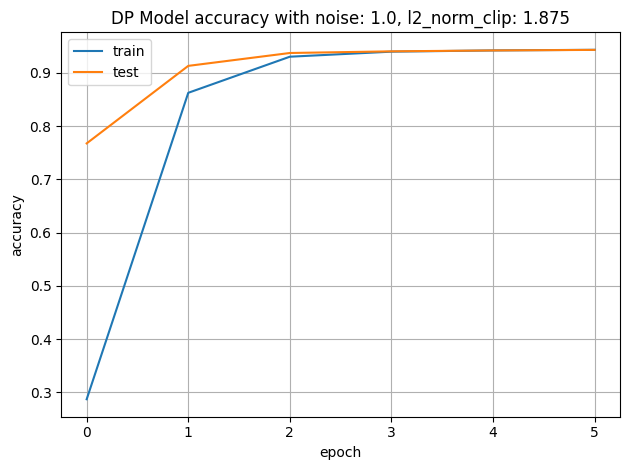 DP Model accuracy with noise: 1.0, l2_norm_clip: 1.875
train
test
accuracy
0.9
0.8
0.7
0.6
0.5
0.4
0.3
0
1
2
3
4
5
epoch